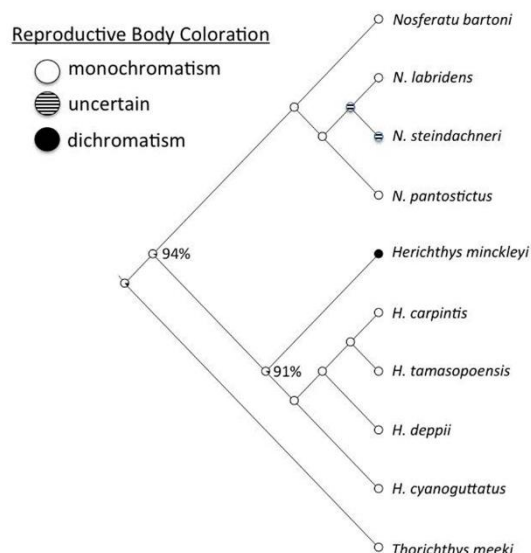 Reproductive Body Coloration
monochromatism
uncertain
dichromatism
Nosferatu bartoni
N. labridens
N. steindachneri
N. pantostictus
94%
Herichthys minckleyi
H. carpintis
91%
H. tamasopoensis
H. deppii
H. cyanoguttatus
Thorichthys meeki